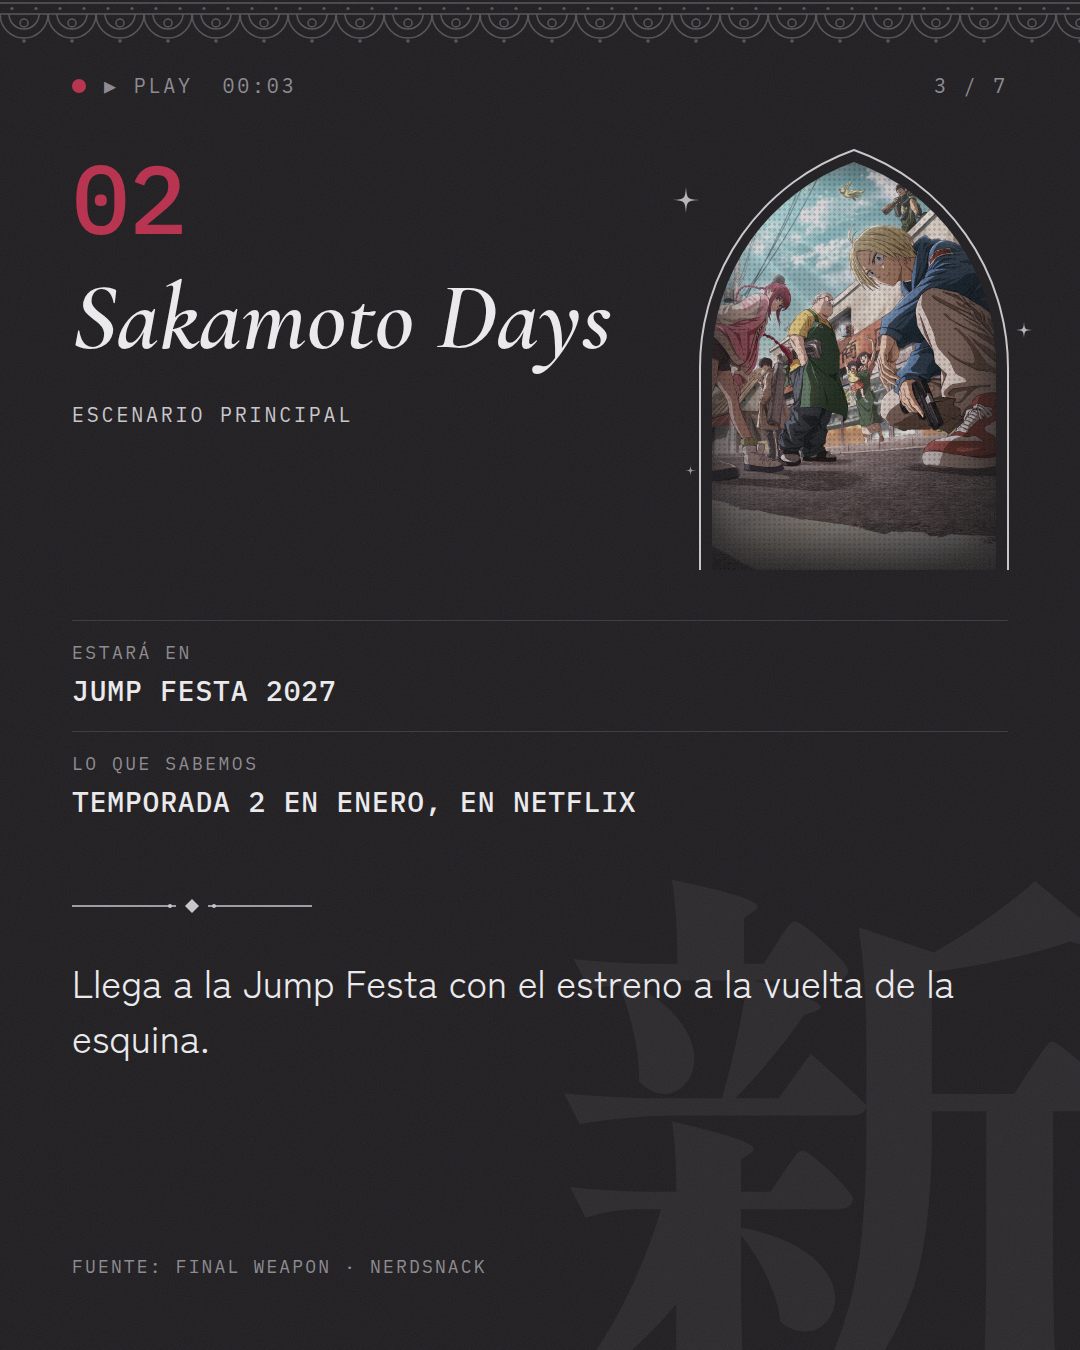 ▶ PLAY 00:03
3 / 7
02
Sakamoto Days
ESCENARIO PRINCIPAL
ESTARÁ EN
JUMP FESTA 2027
LO QUE SABEMOS
TEMPORADA 2 EN ENERO, EN NETFLIX
Llega a la Jump Festa con el estreno a la vuelta de la
esquina.
新
FUENTE: FINAL WEAPON · NERDSNACK